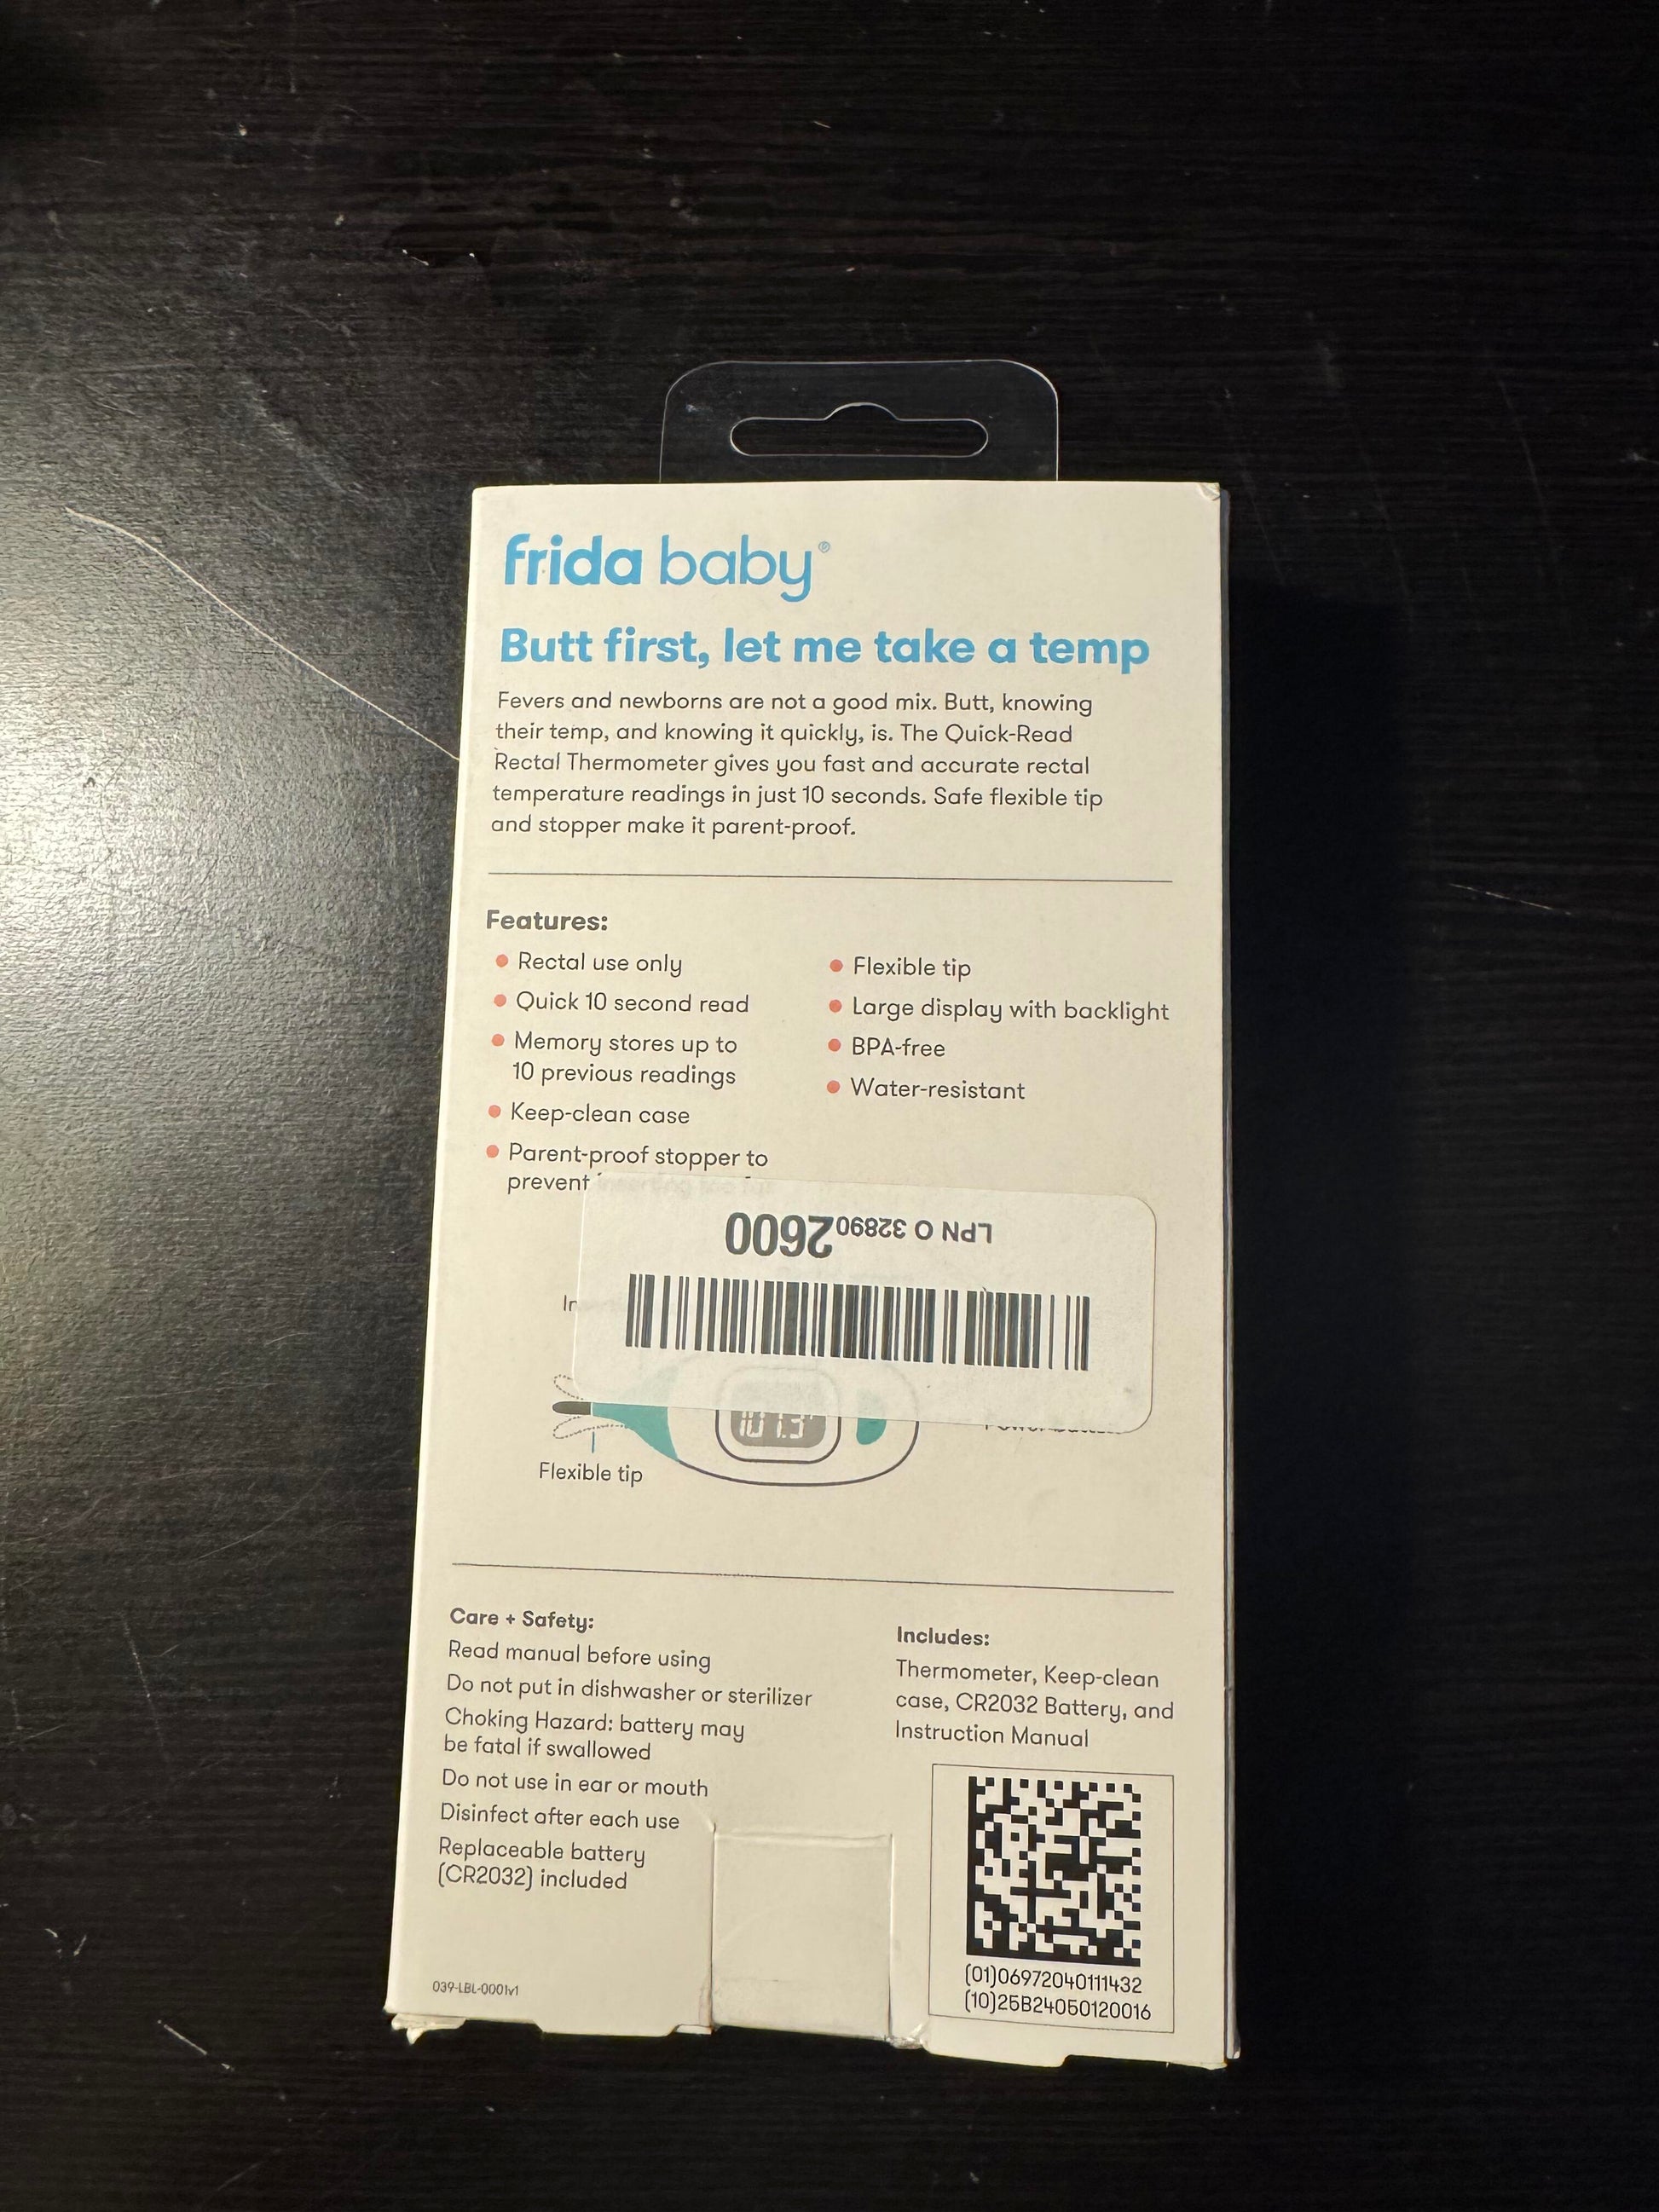 frida baby®
Butt first, let me take a temp
Fevers and newborns are not a good mix. Butt, knowing
their temp, and knowing it quickly, is. The Quick-Read
Rectal Thermometer gives you fast and accurate rectal
temperature readings in just 10 seconds. Safe flexible tip
and stopper make it parent-proof.
Features:
Rectal use only
Quick 10 second read
Memory stores up to
10 previous readings
Keep-clean case
Parent-proof stopper to
prevent inserting too far
Flexible tip
Large display with backlight
BPA-free
Water-resistant
LPN O 328902600
101.3°
Flexible tip
Care + Safety:
Read manual before using
Do not put in dishwasher or sterilizer
Choking Hazard: battery may
be fatal if swallowed
Do not use in ear or mouth
Disinfect after each use
Replaceable battery
(CR2032) included
Includes:
Thermometer, Keep-clean
case, CR2032 Battery, and
Instruction Manual
(01)06972040111432
(10)25B24050120016
039-LBL-0001v1